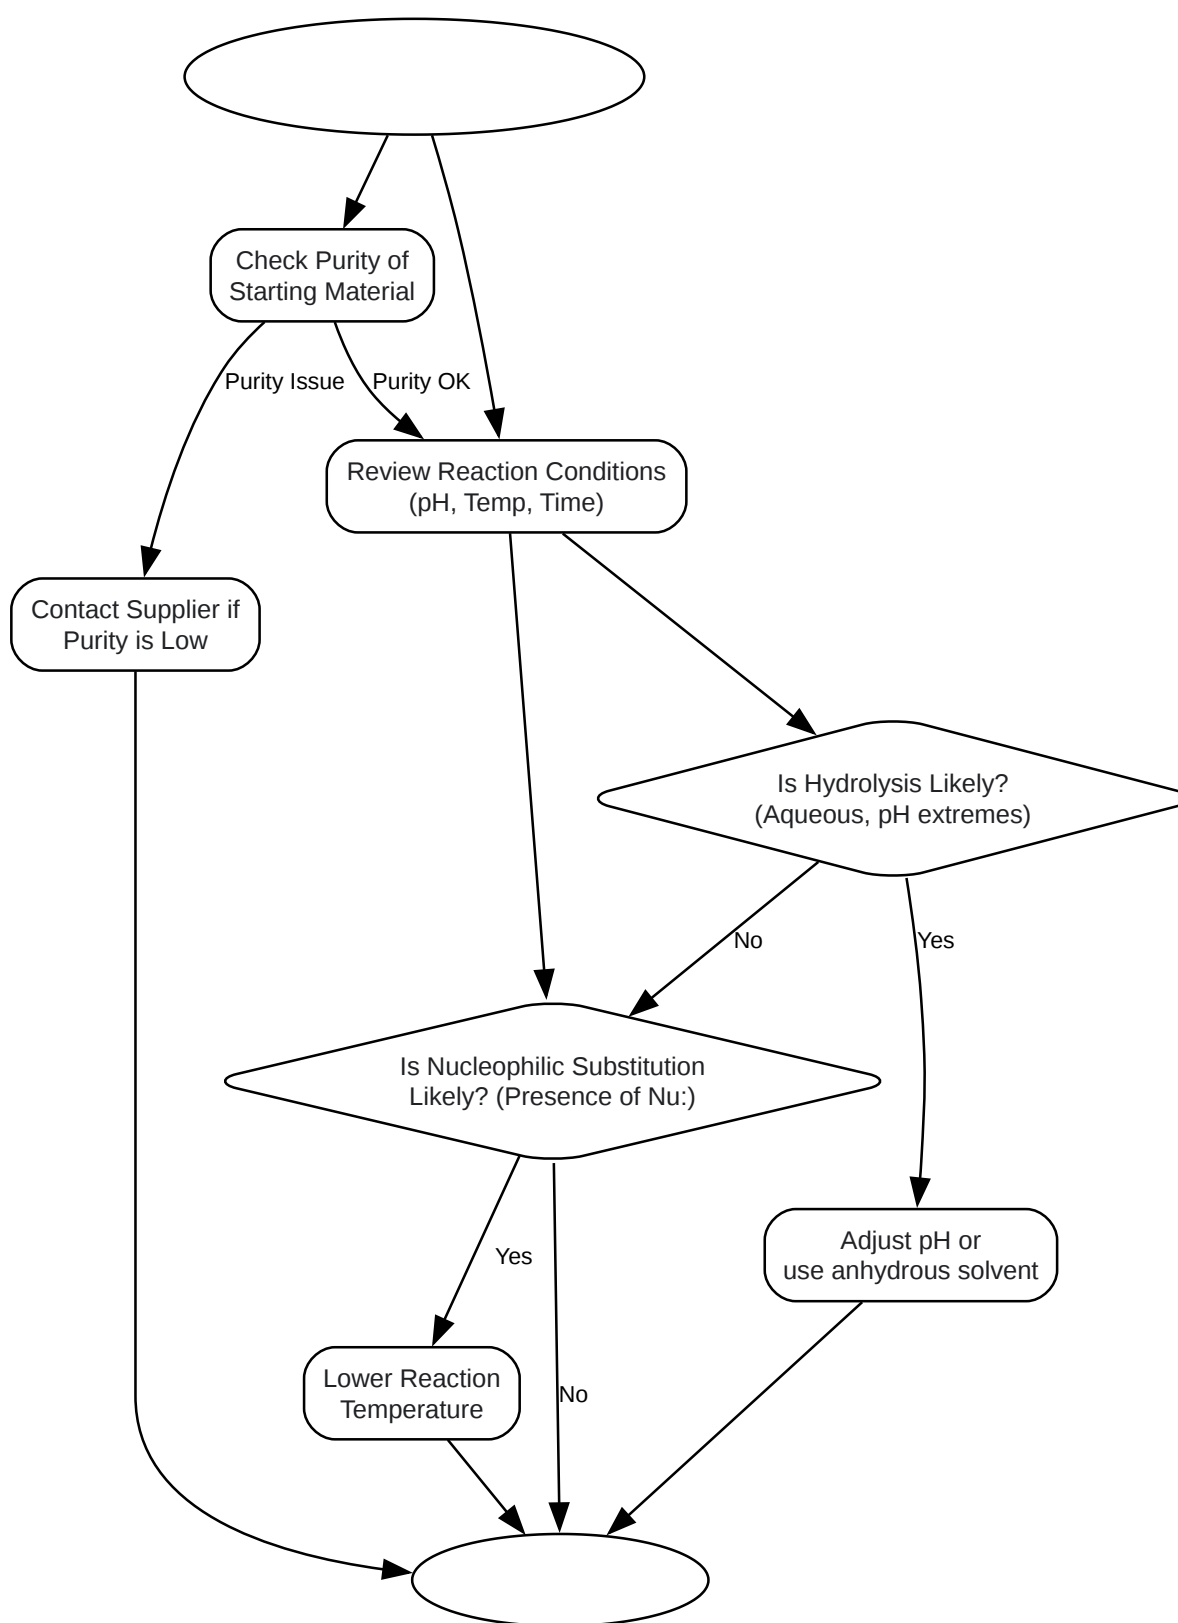 Check Purity of
Starting Material
Purity Issue
Purity OK
Review Reaction Conditions
(pH, Temp, Time)
Contact Supplier if
Purity is Low
Is Hydrolysis Likely?
(Aqueous, pH extremes)
No
Yes
Is Nucleophilic Substitution
Likely? (Presence of Nu:)
Yes
Adjust pH or
use anhydrous solvent
Lower Reaction
Temperature
No